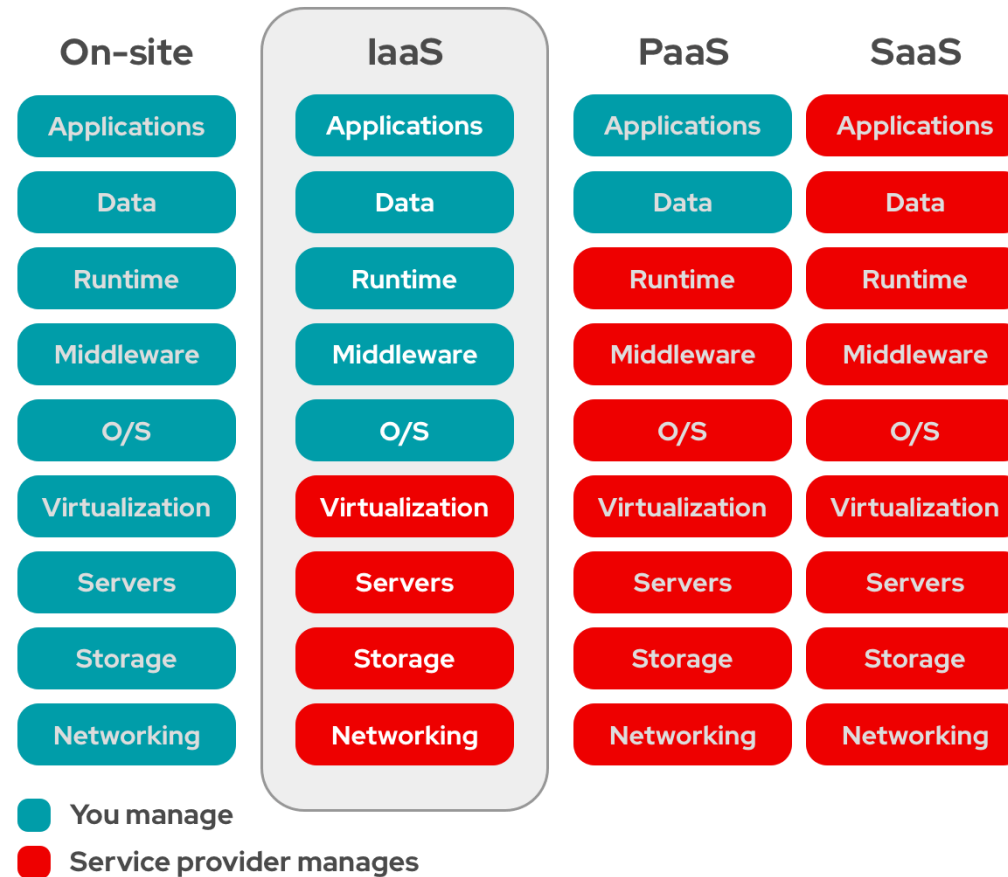 On-site IaaS PaaS SaaS
Applications Applications Applications Applications
Data Data Data Data
Runtime Runtime Runtime Runtime
Middleware Middleware Middleware Middleware
O/S O/S O/S O/S
Virtualization Virtualization Virtualization Virtualization
Servers Servers Servers Servers
Storage Storage Storage Storage
Networking Networking Networking Networking
You manage
Service provider manages